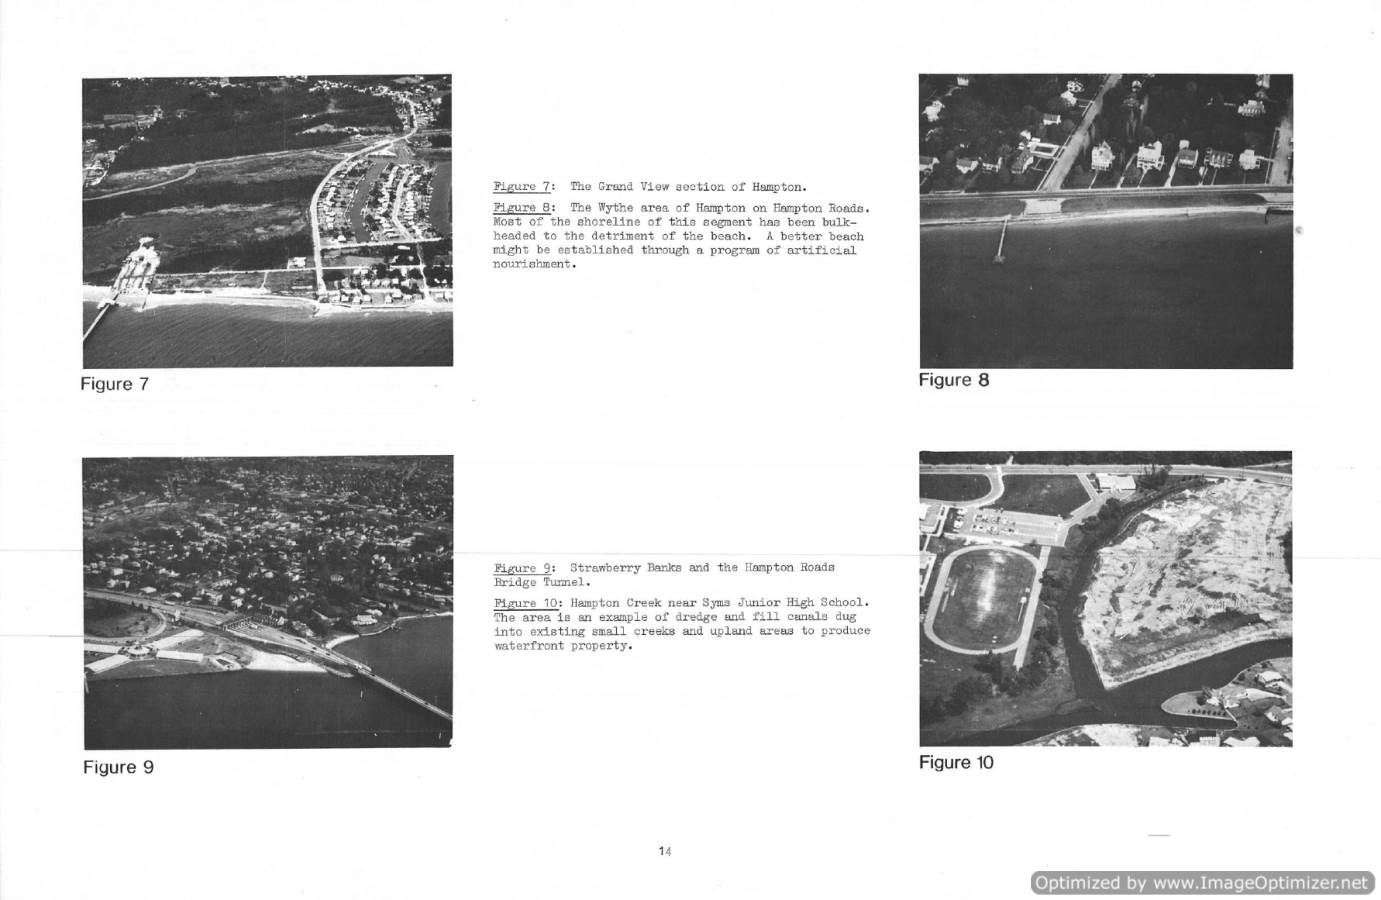 Figure 7:  The Grand View section of Hampton.
Figure 8:  The Wythe area of Hampton on Hampton Roads.
Most of the shoreline of this segment has been bulk-
headed to the detriment of the beach.  A better beach
might be established through a program of artificial
nourishment.
Figure 7
Figure 8
Figure 9:  Strawberry Banks and the Hampton Roads
Bridge Tunnel.
Figure 10: Hampton Creek near Syms Junior High School.
The area is an example of dredge and fill canals dug
into existing small creeks and upland areas to produce
waterfront property.
Figure 9
Figure 10
14
Optimized by www.ImageOptimizer.net